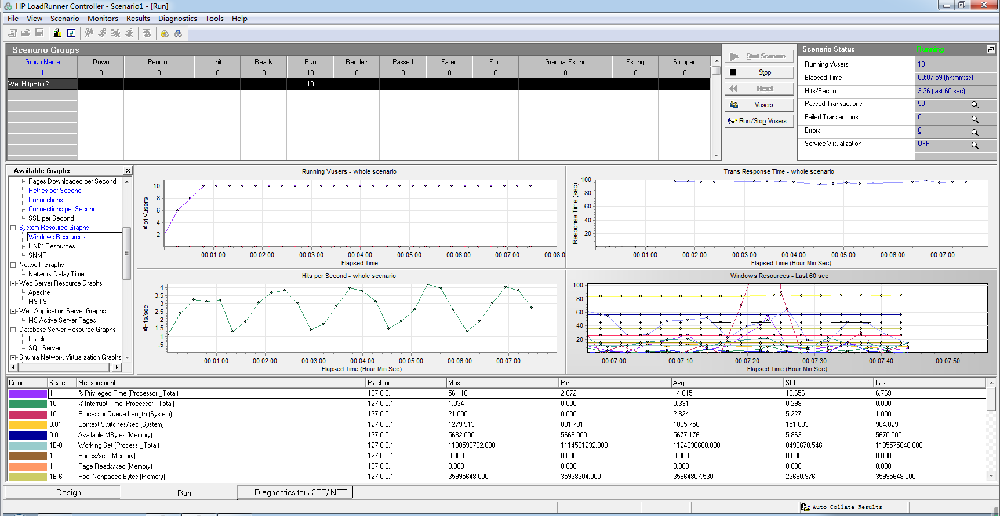 HP LoadRunner Controller - Scenario1 - [Run]
File View Scenario Monitors Results Diagnostics Tools Help
Scenario Groups
Group Name Down Pending Init Ready Run Rendez Passed Failed Error Gradual Exiting Exiting Stopped
1 0 0 0 0 10 0 0 0 0 0 0 0
WebHttpHtml2 10
Start Scenario
Stop
Reset
Vusers...
Run/Stop Vusers...
Scenario Status Running
Running Vusers 10
Elapsed Time 00:07:59 (hh:mm:ss)
Hits/Second 3.36 (last 60 sec)
Passed Transactions 50
Failed Transactions 0
Errors 0
Service Virtualization OFF
Available Graphs
Pages Downloaded per Second
Retries per Second
Connections
Connections per Second
SSL per Second
System Resource Graphs
Windows Resources
UNIX Resources
SNMP
Network Graphs
Network Delay Time
Web Server Resource Graphs
Apache
MS IIS
Web Application Server Graphs
MS Active Server Pages
Database Server Resource Graphs
Oracle
SQL Server
Shunra Network Virtualization Graphs
Running Vusers - whole scenario
# of Vusers
10
8
6
4
2
00:01:00 00:02:00 00:03:00 00:04:00 00:05:00 00:06:00 00:07:00 00:08:0
Elapsed Time
Trans Response Time - whole scenario
Response Time (sec)
100
80
60
40
20
00:01:00 00:02:00 00:03:00 00:04:00 00:05:00 00:06:00 00:07:00
Elapsed Time (Hour:Min:Sec)
Hits per Second - whole scenario
#Hits/sec
4
3.5
3
2.5
2
1.5
1
.5
00:01:00 00:02:00 00:03:00 00:04:00 00:05:00 00:06:00 00:07:00
Elapsed Time (Hour:Min:Sec)
Windows Resources - Last 60 sec
100
80
60
40
20
00:07:00 00:07:10 00:07:20 00:07:30 00:07:40 00:07:50
Elapsed Time (Hour:Min:Sec)
Color Scale Measurement Machine Max Min Avg Std Last
1 % Privileged Time (Processor _Total) 127.0.0.1 56.118 2.072 14.615 13.656 6.769
10 % Interrupt Time (Processor _Total) 127.0.0.1 1.034 0.000 0.331 0.298 0.000
10 Processor Queue Length (System) 127.0.0.1 21.000 0.000 2.824 5.227 1.000
0.01 Context Switches/sec (System) 127.0.0.1 1279.913 801.781 1005.756 151.803 984.829
0.01 Available MBytes (Memory) 127.0.0.1 5682.000 5668.000 5677.176 5.863 5670.000
1E-8 Working Set (Process _Total) 127.0.0.1 1138593792.000 1114591232.000 1124036608.000 8493670.546 1135575040.000
1 Pages/sec (Memory) 127.0.0.1 0.000 0.000 0.000 0.000 0.000
1 Page Reads/sec (Memory) 127.0.0.1 0.000 0.000 0.000 0.000 0.000
1E-6 Pool Nonpaged Bytes (Memory) 127.0.0.1 35995648.000 35938304.000 35964807.530 23680.976 35995648.000
Design Run Diagnostics for J2EE/.NET
Auto Collate Results